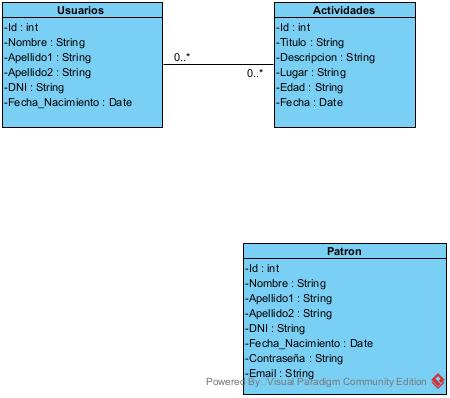 Usuarios
-Id : int
-Nombre : String
-Apellido1 : String
-Apellido2 : String
-DNI : String
-Fecha_Nacimiento : Date
0..*
0..*
Actividades
-Id : int
-Titulo : String
-Descripcion : String
-Lugar : String
-Edad : String
-Fecha : Date
Patron
-Id : int
-Nombre : String
-Apellido1 : String
-Apellido2 : String
-DNI : String
-Fecha_Nacimiento : Date
-Contraseña : String
-Email : String
Powered By Visual Paradigm Community Edition